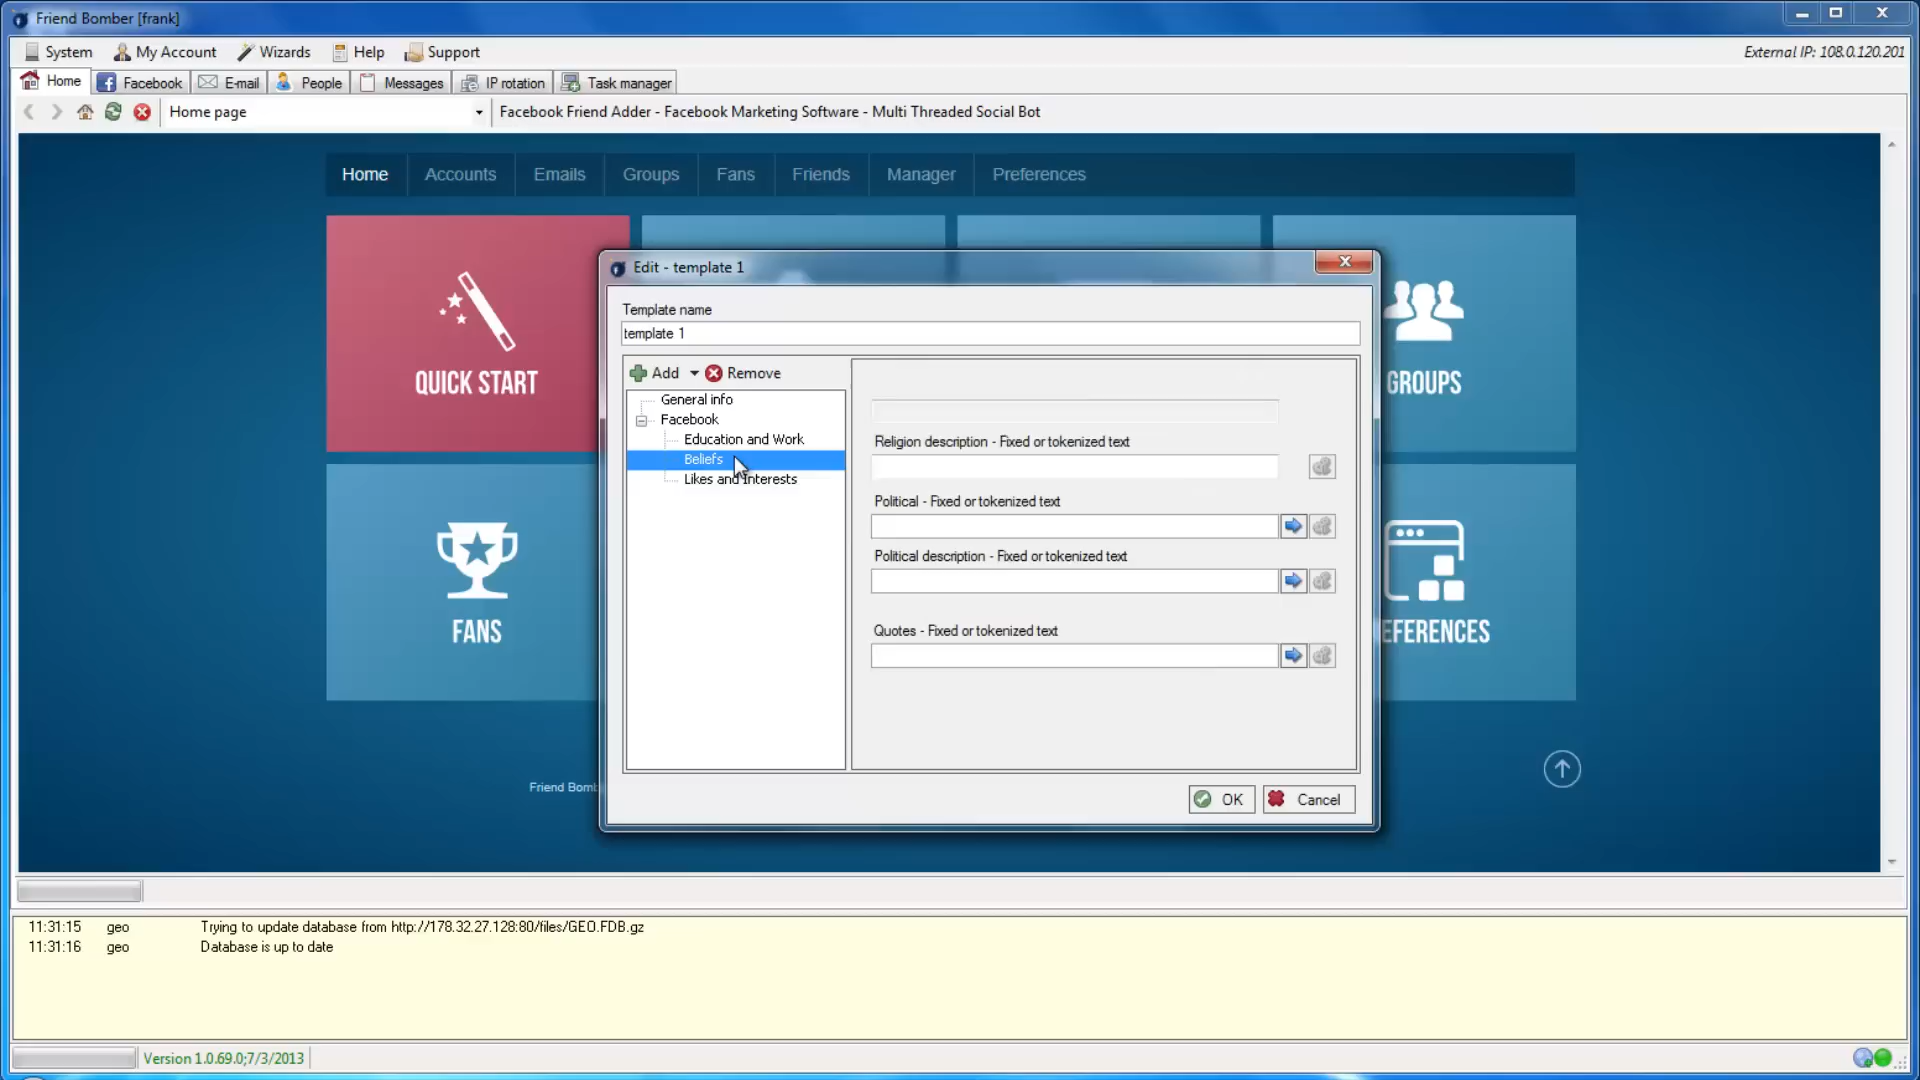 Friend Bomber [frank]
System My Account Wizards Help Support External IP: 108.0.120.201
Home Facebook E-mail People Messages IP rotation Task manager
Home page Facebook Friend Adder - Facebook Marketing Software - Multi Threaded Social Bot
Home Accounts Emails Groups Fans Friends Manager Preferences
QUICK START
GROUPS
FANS
EFERENCES
Friend Bomb
Edit - template 1
Template name
template 1
Add Remove
General info
Facebook
Education and Work
Beliefs
Likes and Interests
Religion description - Fixed or tokenized text
Political - Fixed or tokenized text
Political description - Fixed or tokenized text
Quotes - Fixed or tokenized text
OK Cancel
11:31:15 geo Trying to update database from http://178.32.27.128:80/files/GEO.FDB.gz
11:31:16 geo Database is up to date
Version 1.0.69.0;7/3/2013